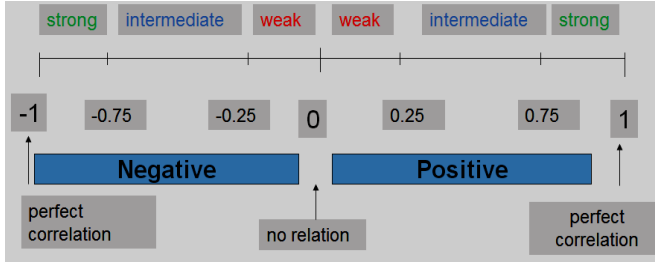 strong intermediate weak weak intermediate strong
-1 -0.75 -0.25 0 0.25 0.75 1
Negative Positive
perfect
correlation
no relation
perfect
correlation